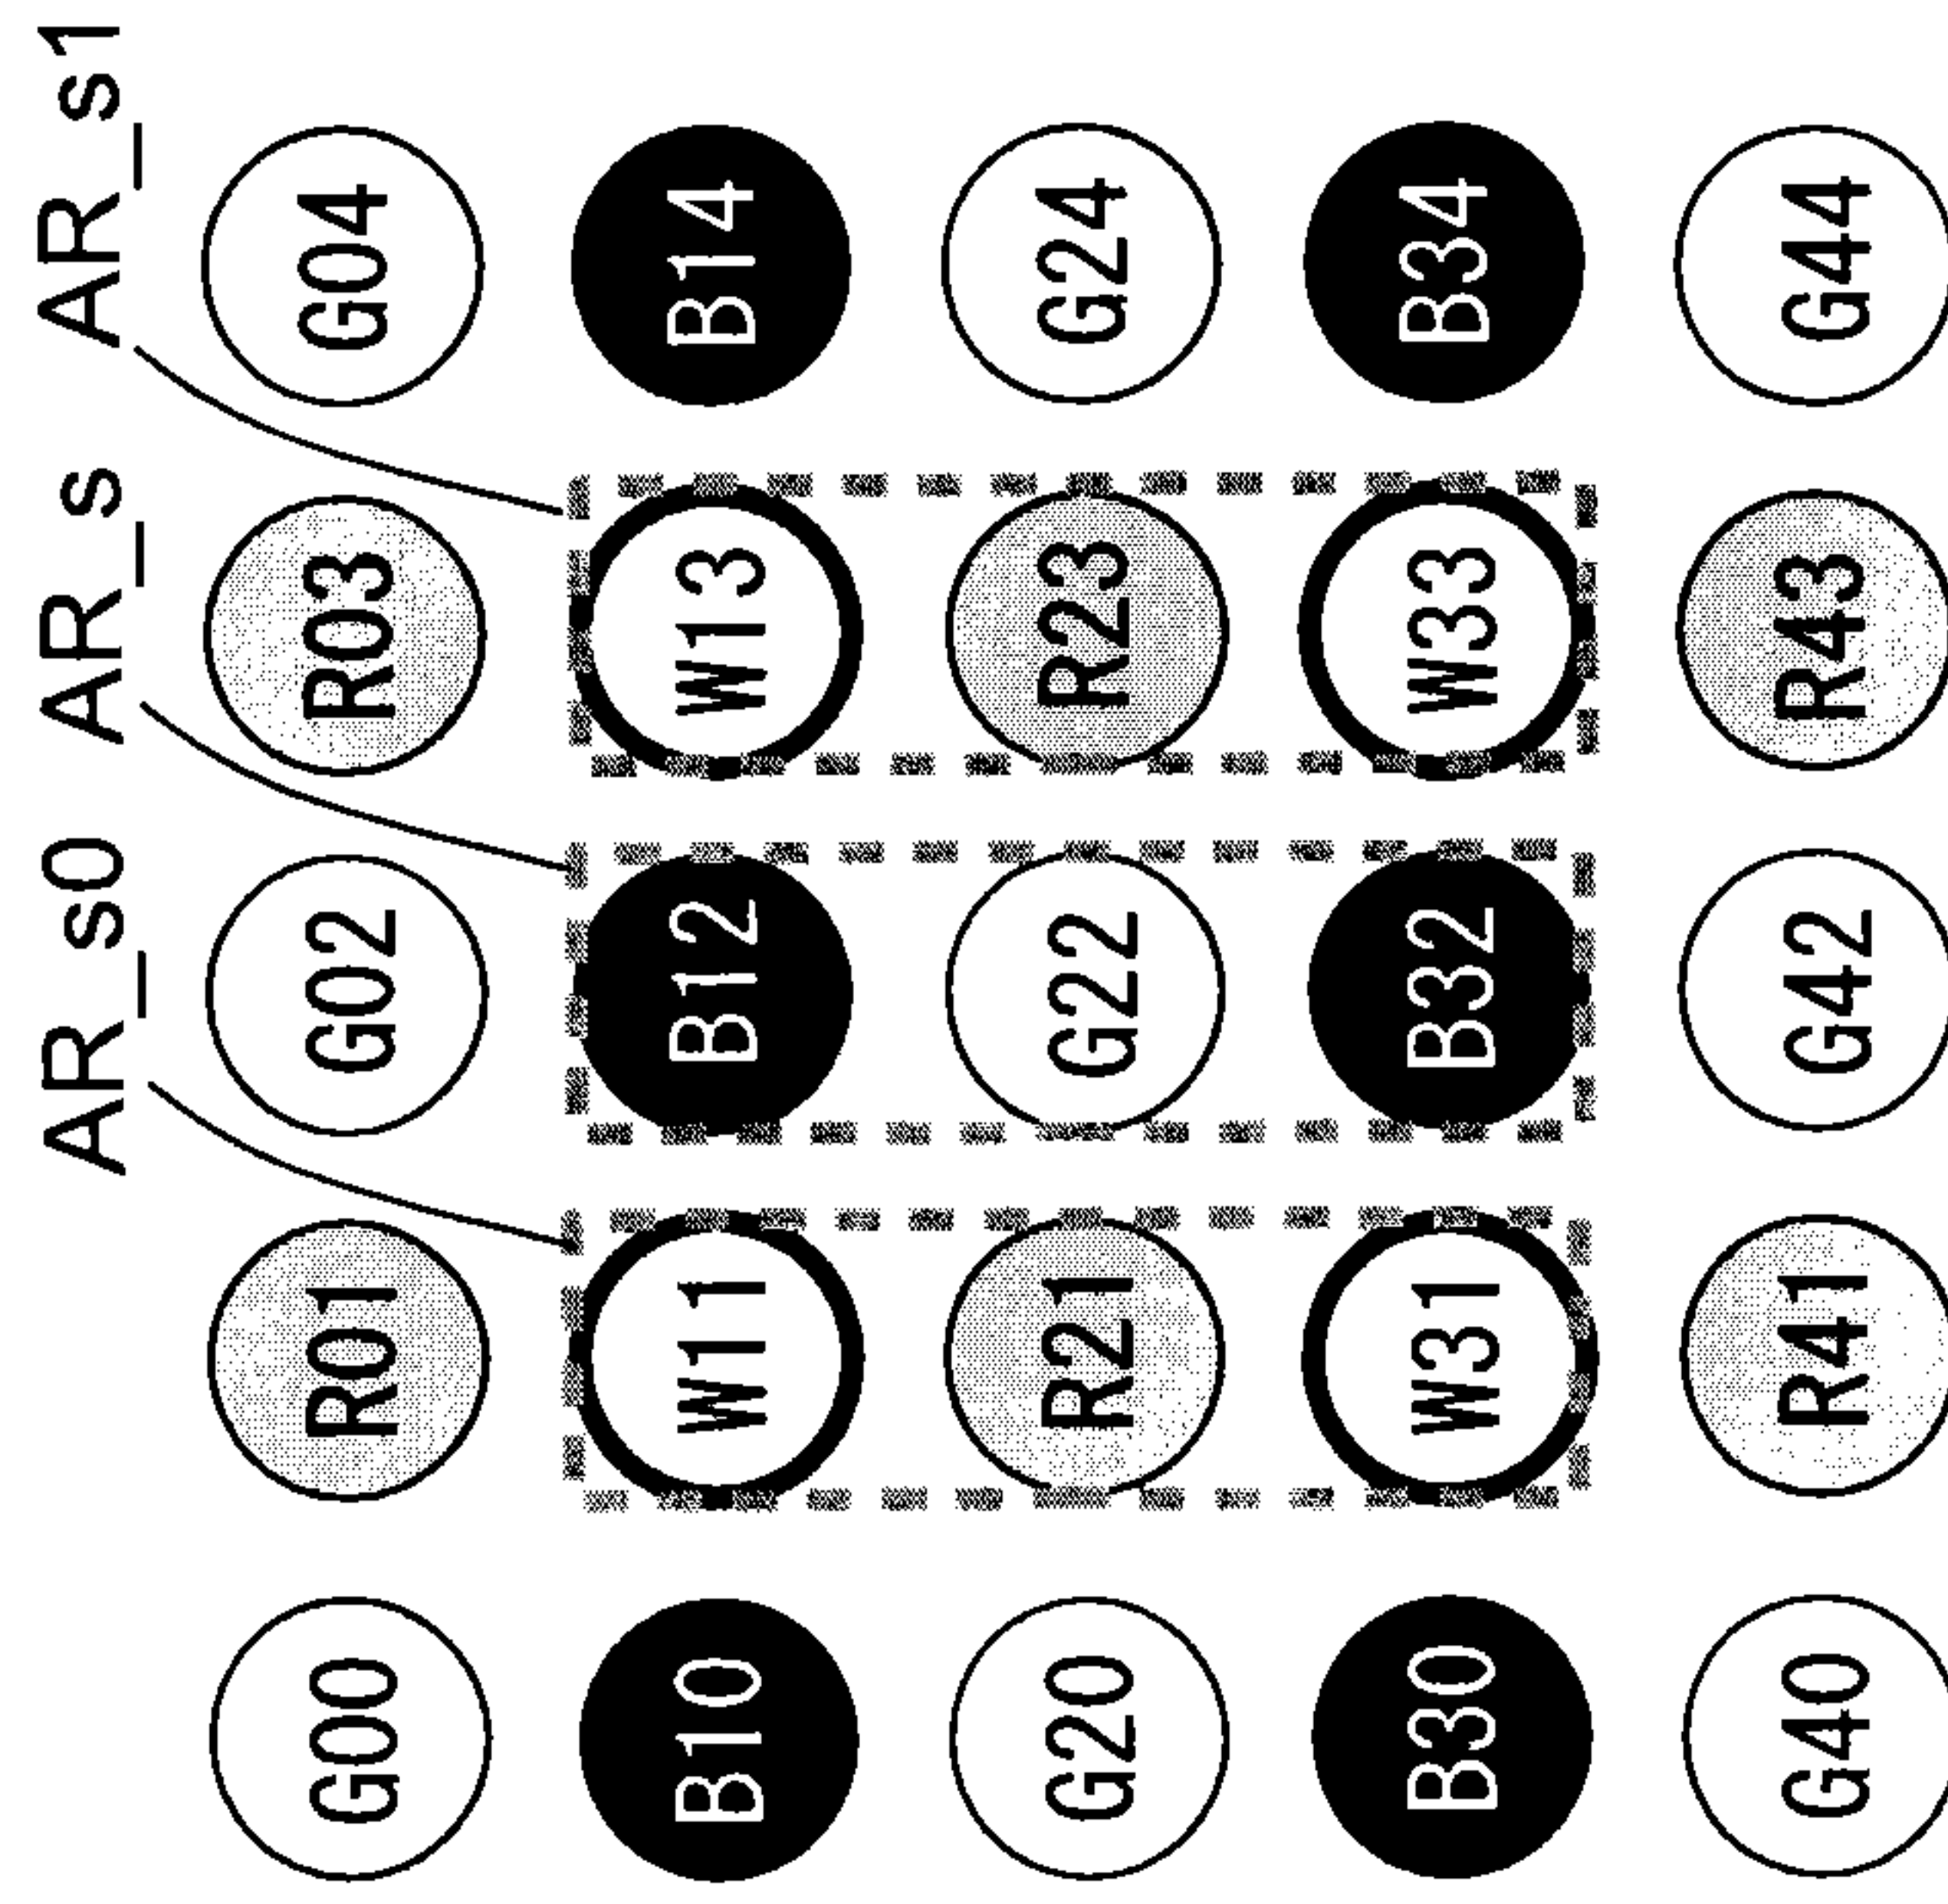 AR_s0 AR_s AR_s1
G00 R01 G02 R03 G04
B10 W11 B12 W13 B14
G20 R21 G22 R23 G24
B30 W31 B32 W33 B34
G40 R41 G42 R43 G44